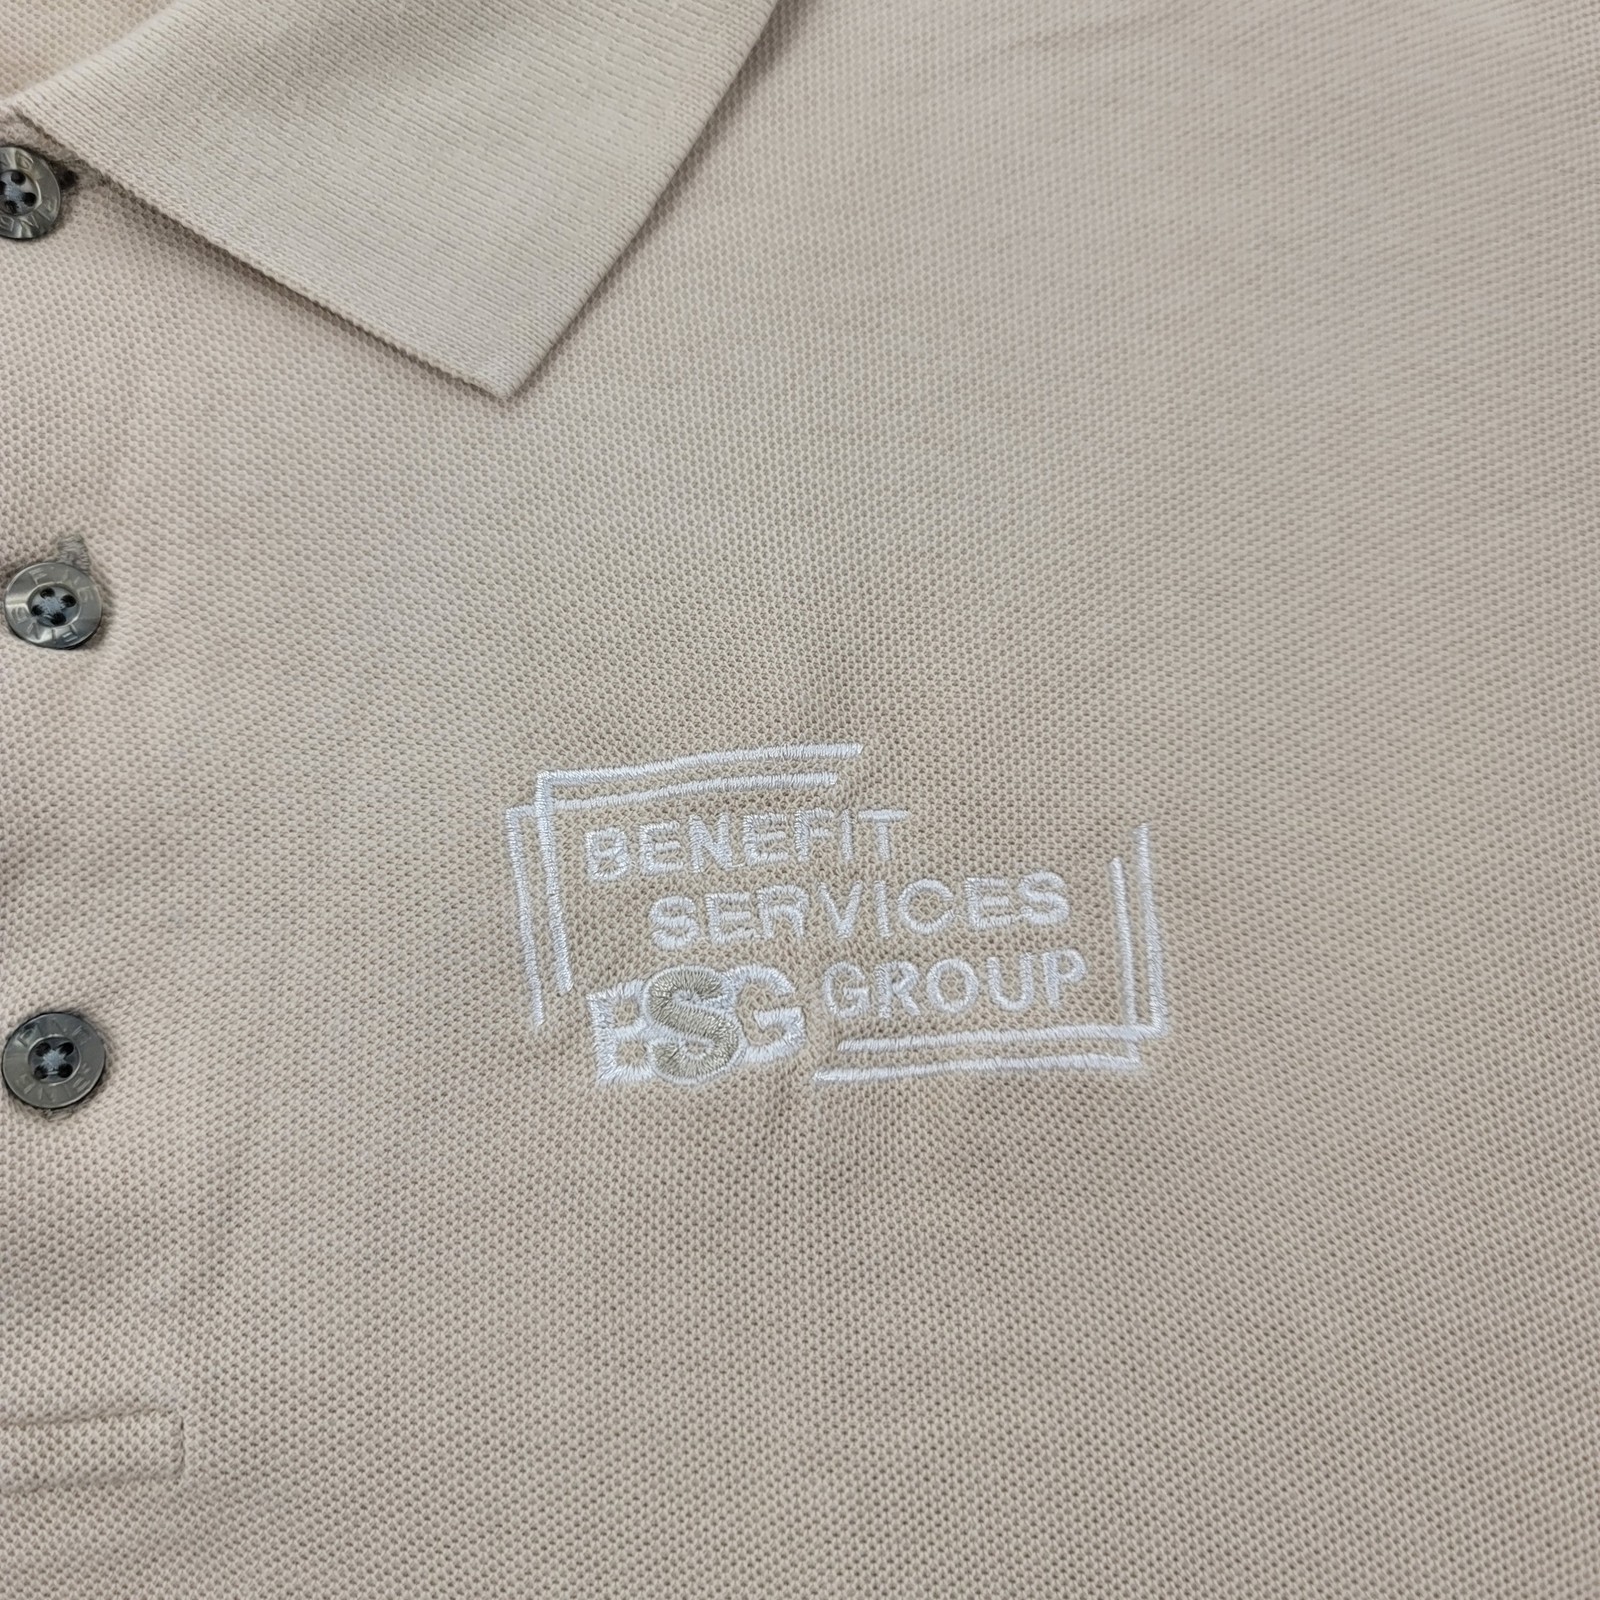 BENEFIT
SERVICES
BSG GROUP